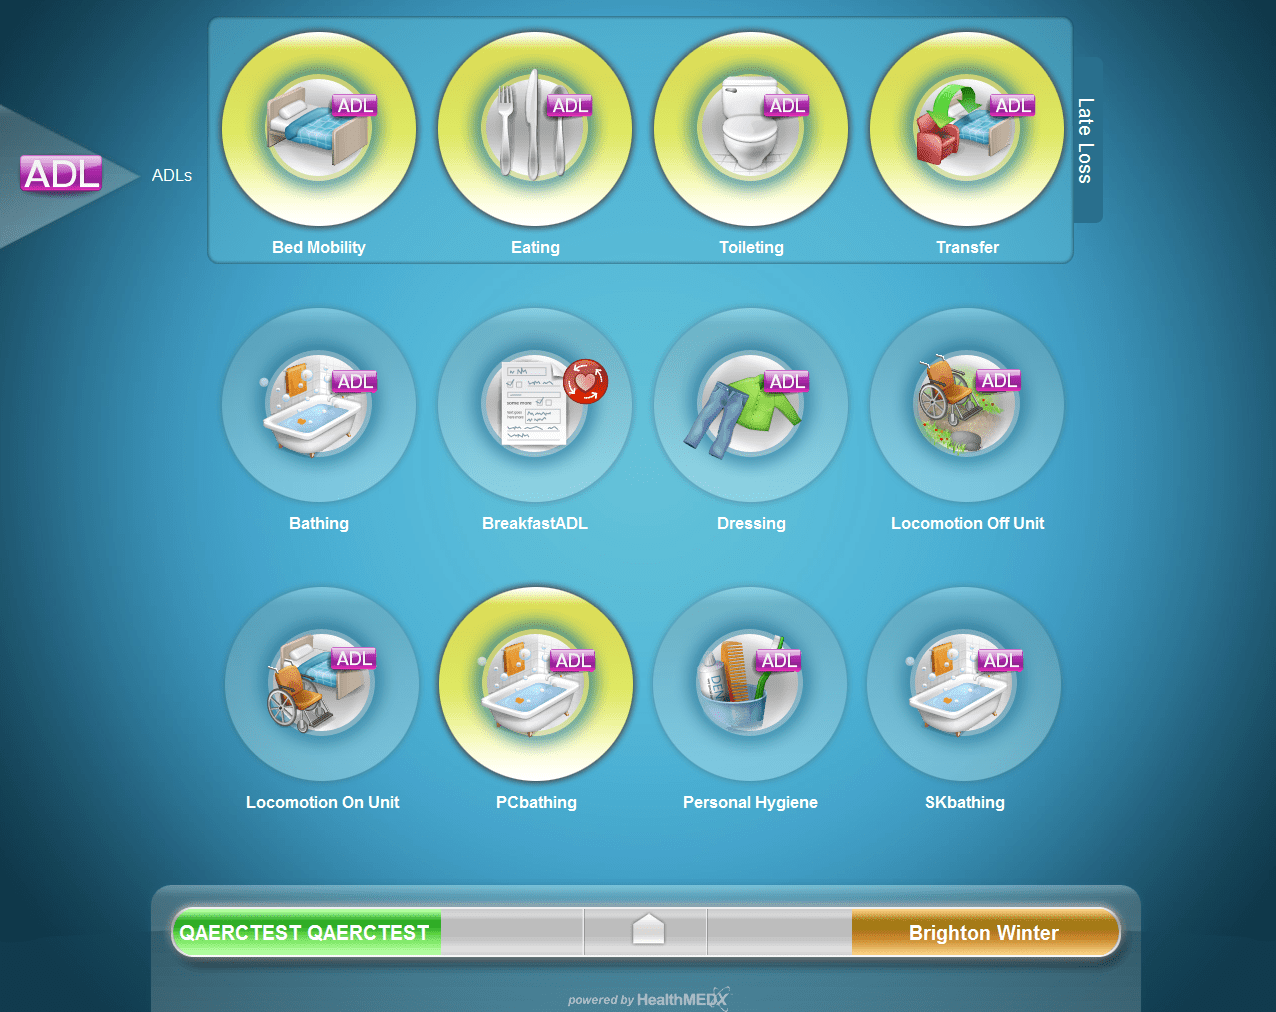 ADL
ADLs
ADL
ADL
ADL
ADL
Bed Mobility
Eating
Toileting
Transfer
Late Loss
ADL
ADL
ADL
Bathing
BreakfastADL
Dressing
Locomotion Off Unit
ADL
ADL
ADL
ADL
Locomotion On Unit
PCbathing
Personal Hygiene
SKbathing
QAERCTEST QAERCTEST
Brighton Winter
powered by HealthMEDX